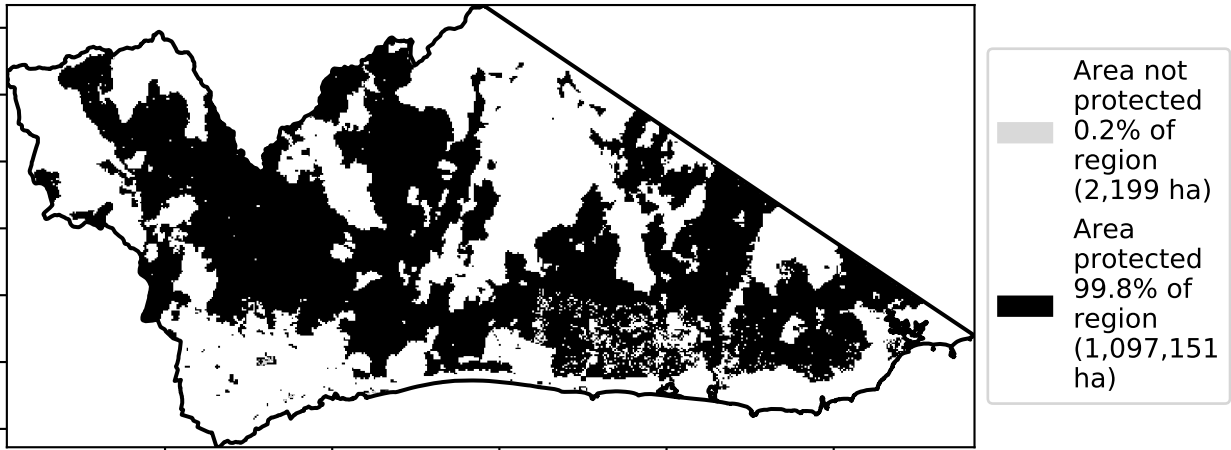 Area not
protected
0.2% of
region
(2,199 ha)
Area
protected
99.8% of
region
(1,097,151
ha)